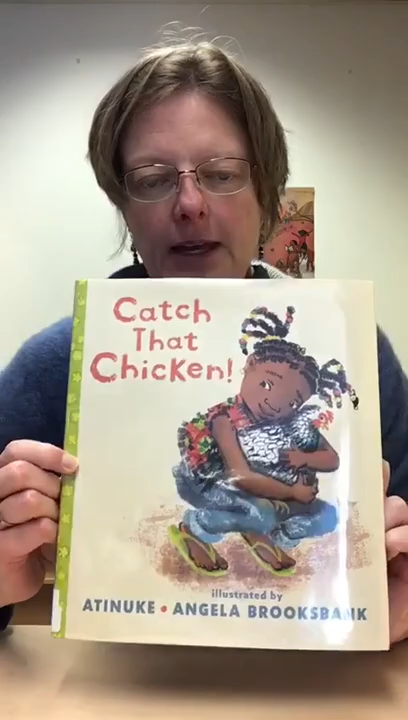 Catch
That
Chicken!
illustrated by
ATINUKE • ANGELA BROOKSBANK